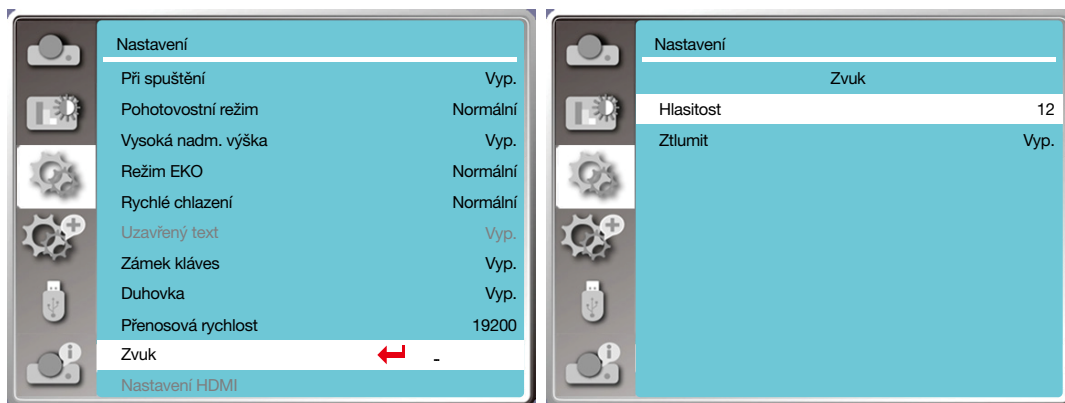 Nastavení
Při spuštění Vyp.
Pohotovostní režim Normální
Vysoká nadm. výška Vyp.
Režim EKO Normální
Rychlé chlazení Normální
Uzavřený text Vyp.
Zámek kláves Vyp.
Duhovka Vyp.
Přenosová rychlost 19200
Zvuk -
Nastavení HDMI
Nastavení
Zvuk
Hlasitost 12
Ztlumit Vyp.